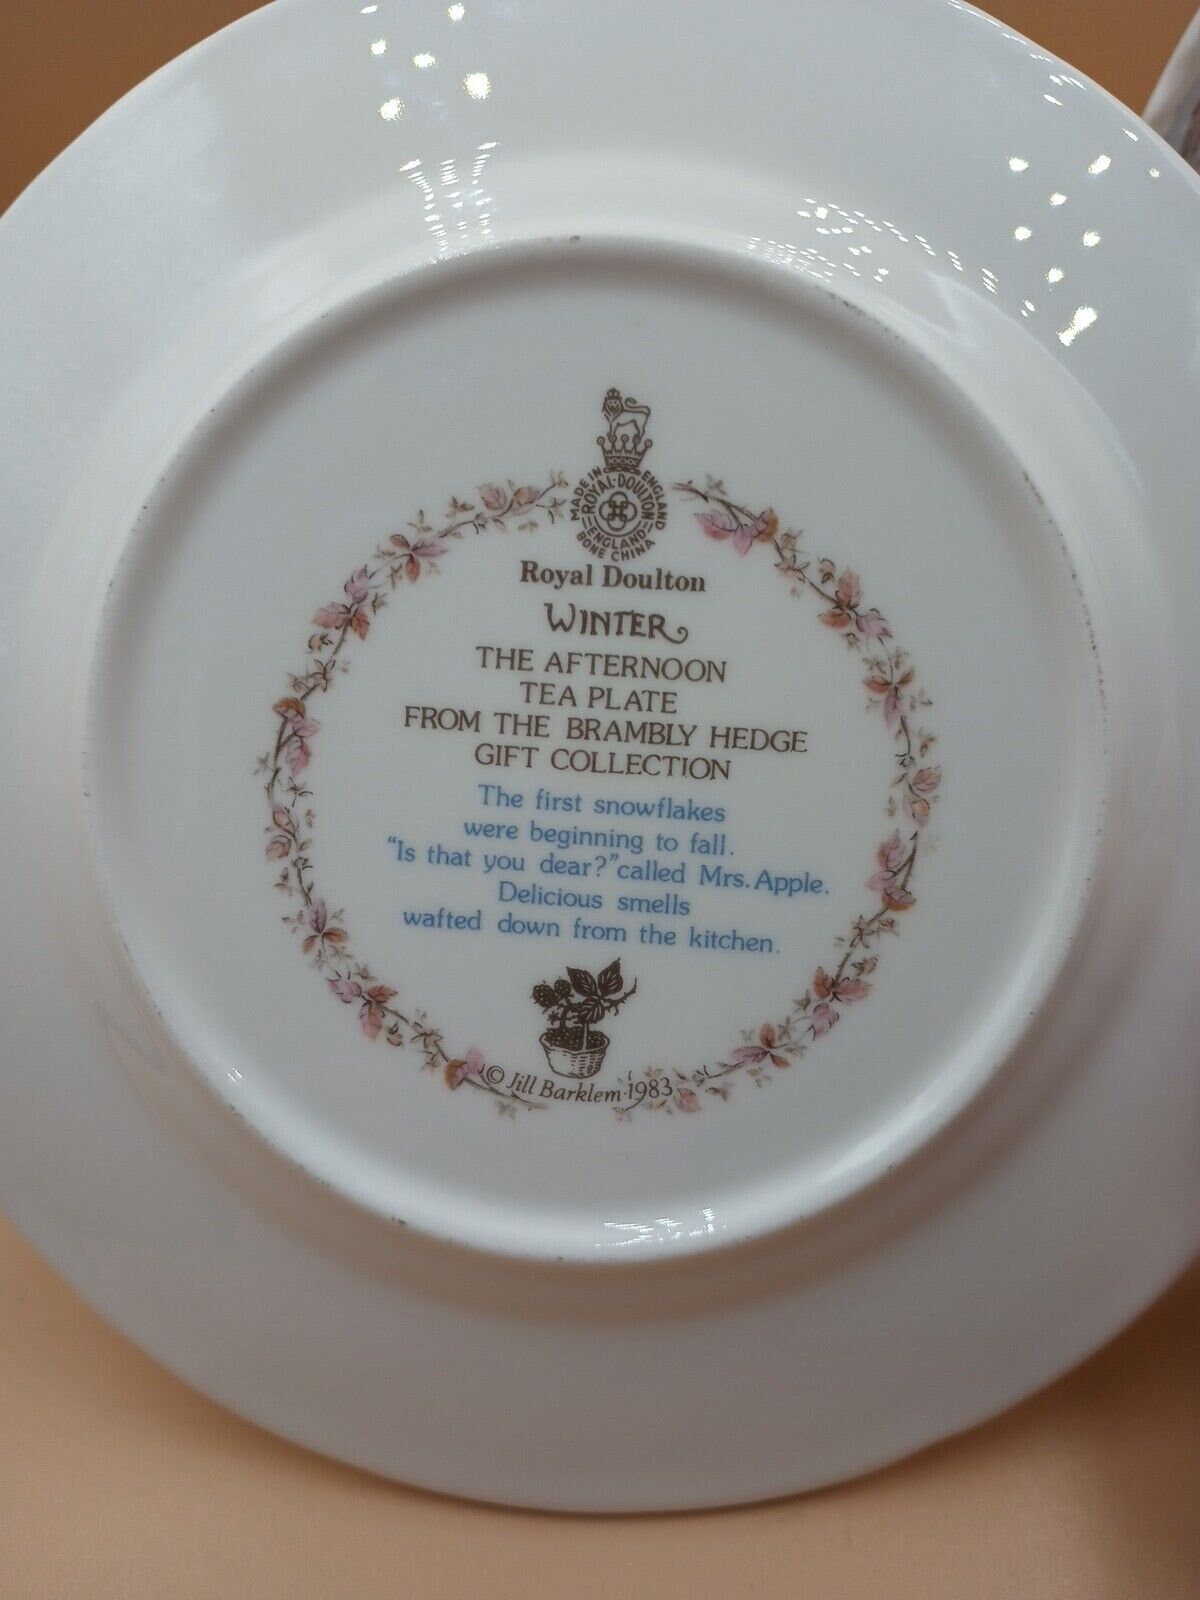 MADE IN ENGLAND
ROYAL·DOULTON
ENGLAND
BONE CHINA
Royal Doulton
WINTER
THE AFTERNOON
TEA PLATE
FROM THE BRAMBLY HEDGE
GIFT COLLECTION
The first snowflakes
were beginning to fall.
“Is that you dear?” called Mrs. Apple.
Delicious smells
wafted down from the kitchen.
© Jill Barklem 1983